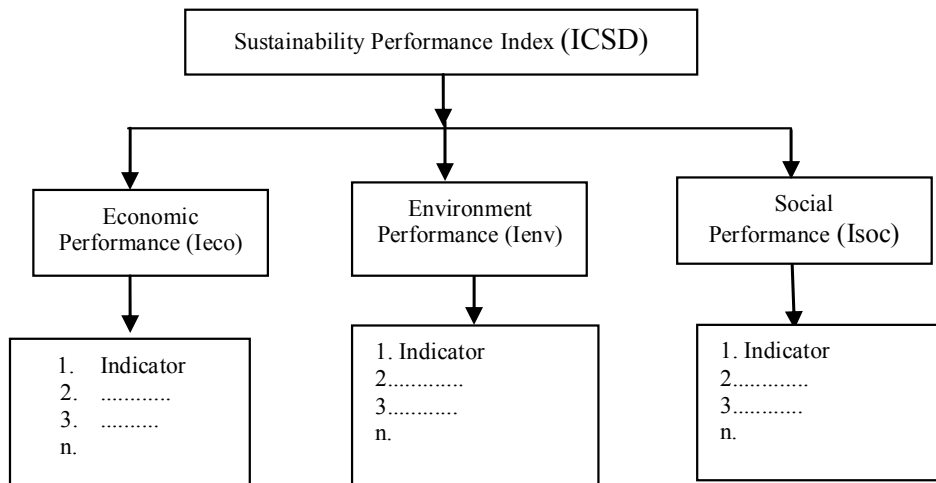 Sustainability Performance Index (ICSD)
Economic
Performance (Ieco)
Environment
Performance (Ienv)
Social
Performance (Isoc)
1. Indicator
2. ............
3. ..........
n.
1. Indicator
2.............
3............
n.
1. Indicator
2.............
3............
n.